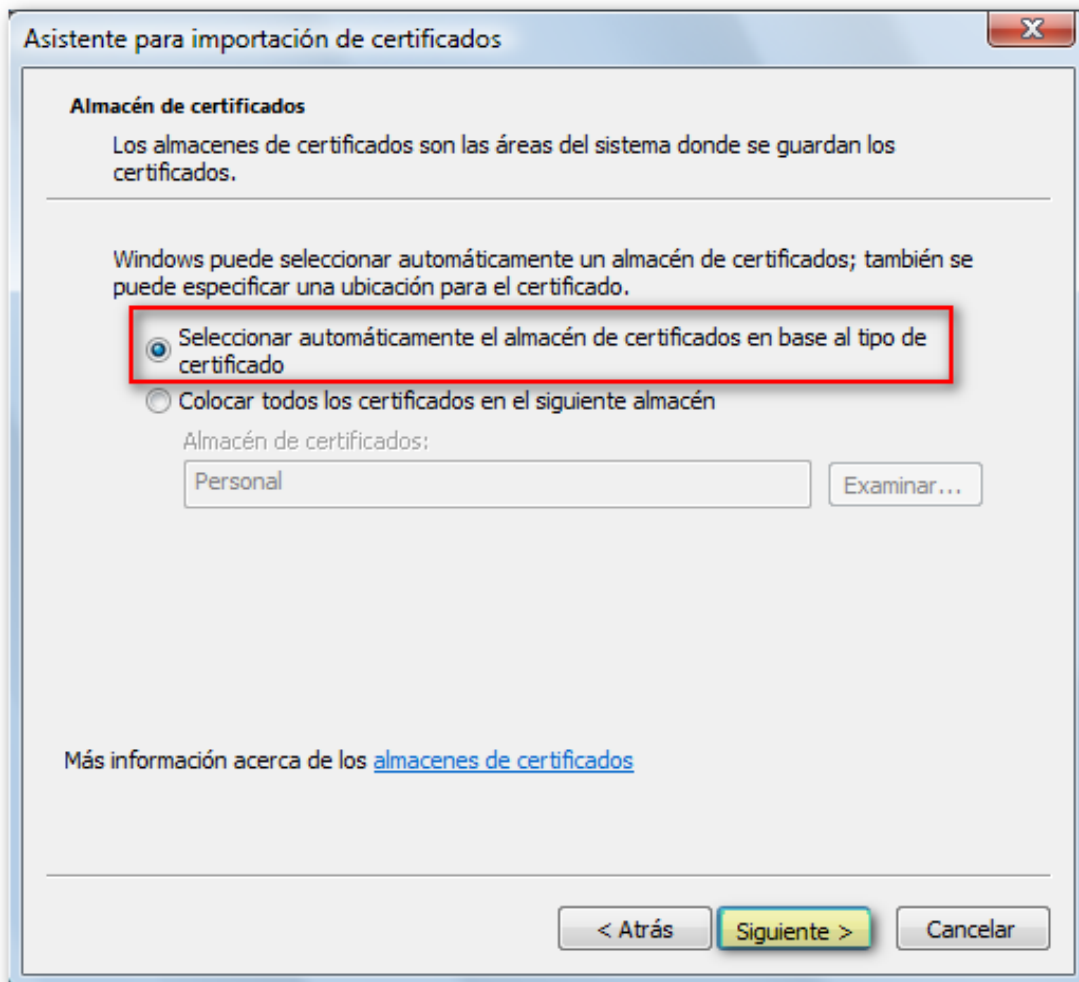 Asistente para importación de certificados
Almacén de certificados
Los almacenes de certificados son las áreas del sistema donde se guardan los
certificados.
Windows puede seleccionar automáticamente un almacén de certificados; también se
puede especificar una ubicación para el certificado.
Seleccionar automáticamente el almacén de certificados en base al tipo de
certificado
Colocar todos los certificados en el siguiente almacén
Almacén de certificados:
Personal
Examinar...
Más información acerca de los almacenes de certificados
< Atrás
Siguiente >
Cancelar